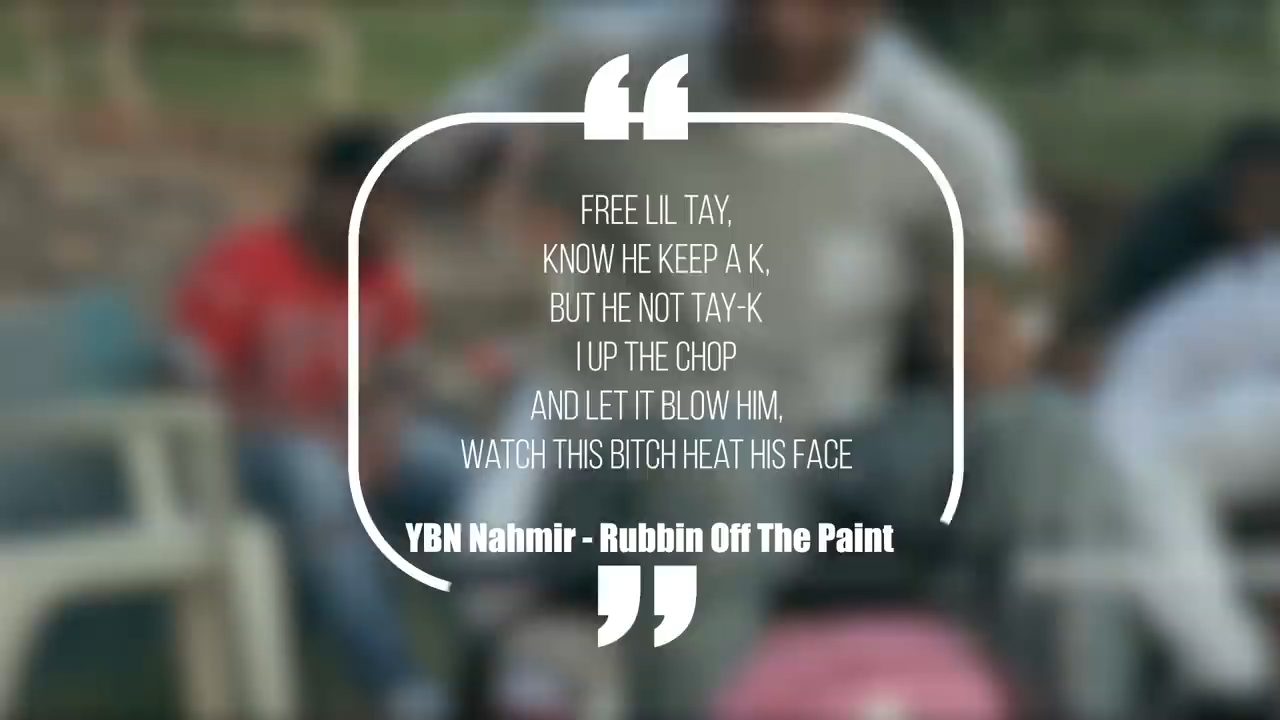 FREE LIL TAY,
KNOW HE KEEP A K,
BUT HE NOT TAY-K
I UP THE CHOP
AND LET IT BLOW HIM,
WATCH THIS BITCH HEAT HIS FACE
YBN Nahmir - Rubbin Off The Paint